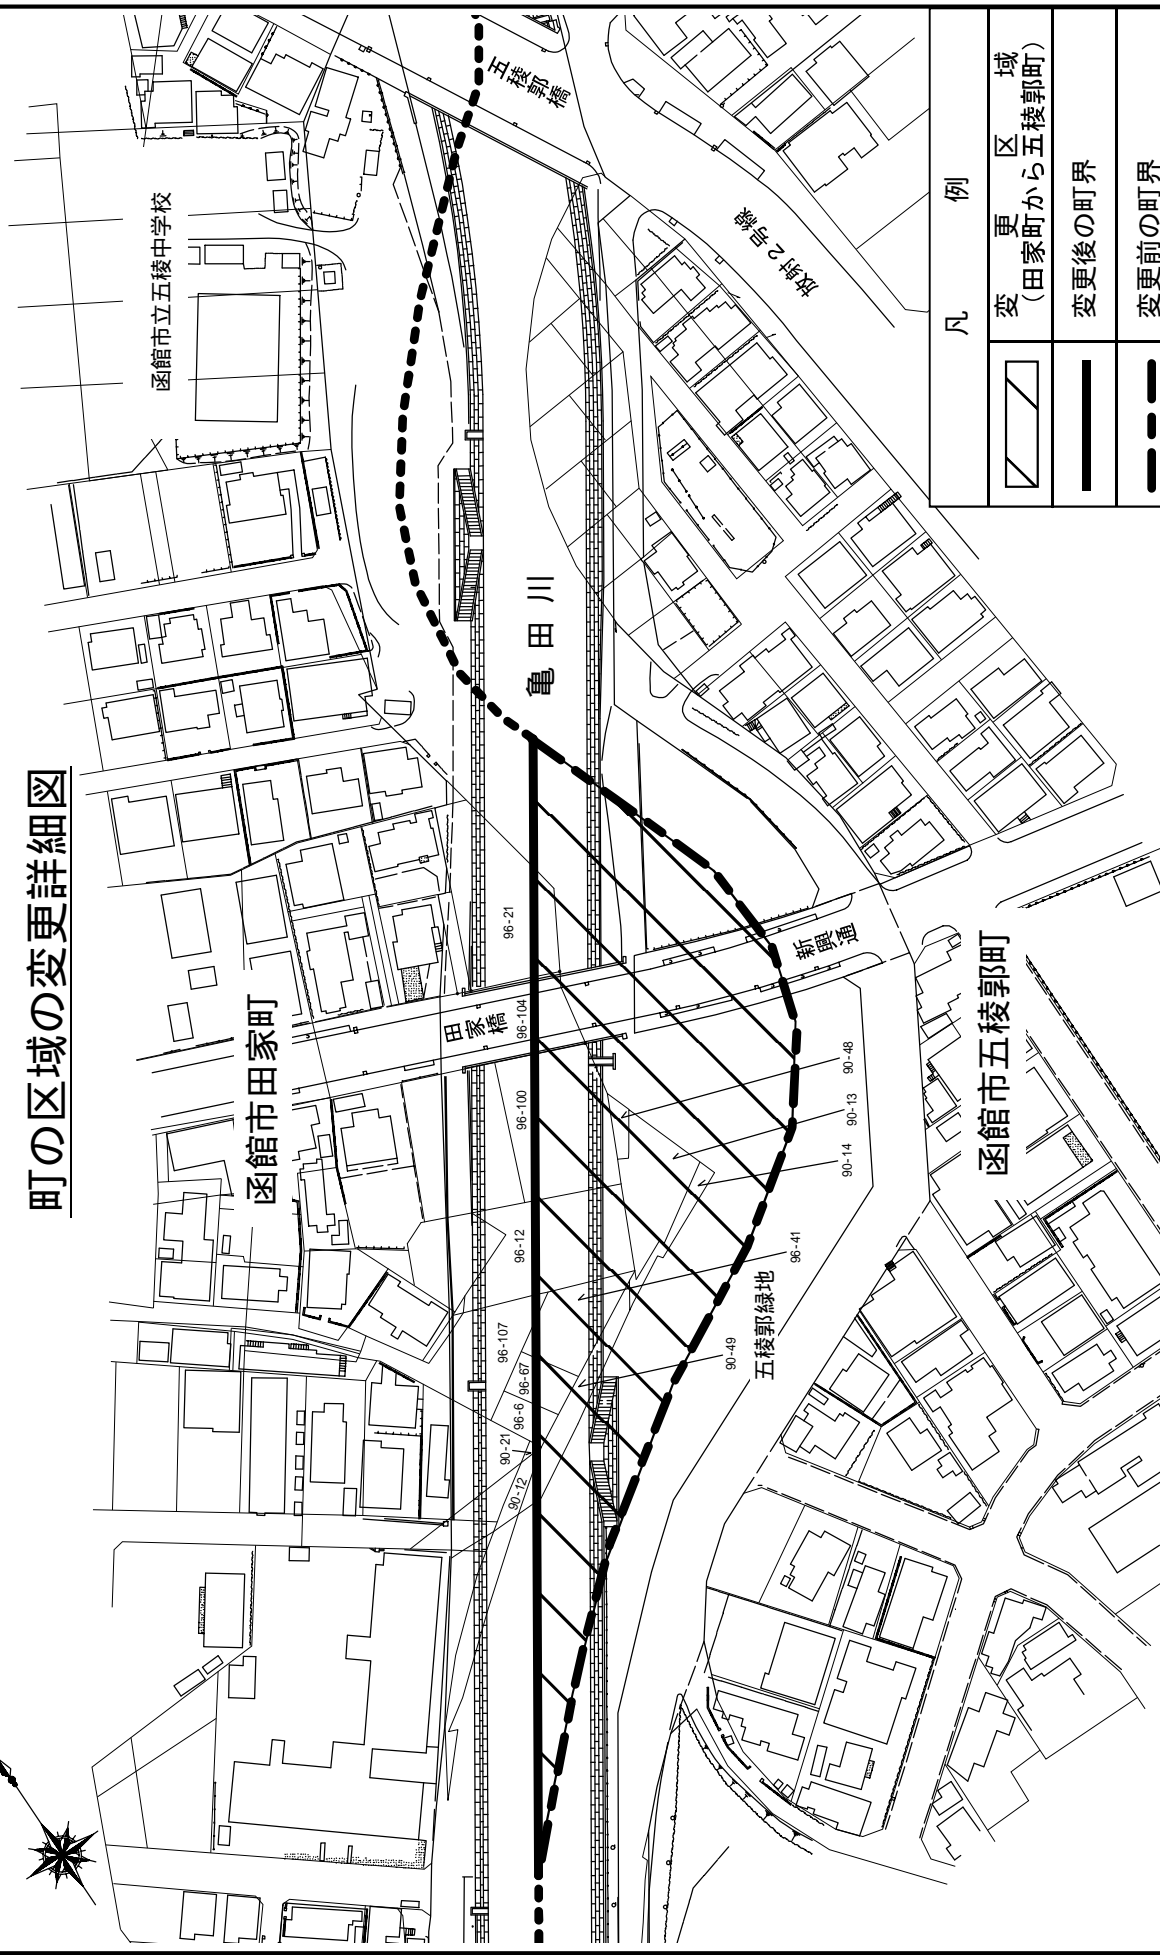 町の区域の変更詳細図
函館市立五稜中学校
五稜郭橋
放射２号線
亀田川
函館市田家町
田家橋
新興通
函館市五稜郭町
五稜郭緑地
96-21
96-104
96-100
96-12
96-107
96-67
96-6
90-21
90-12
90-48
90-13
90-14
96-41
90-49
凡例
変更区域
（田家町から五稜郭町）
変更後の町界
変更前の町界